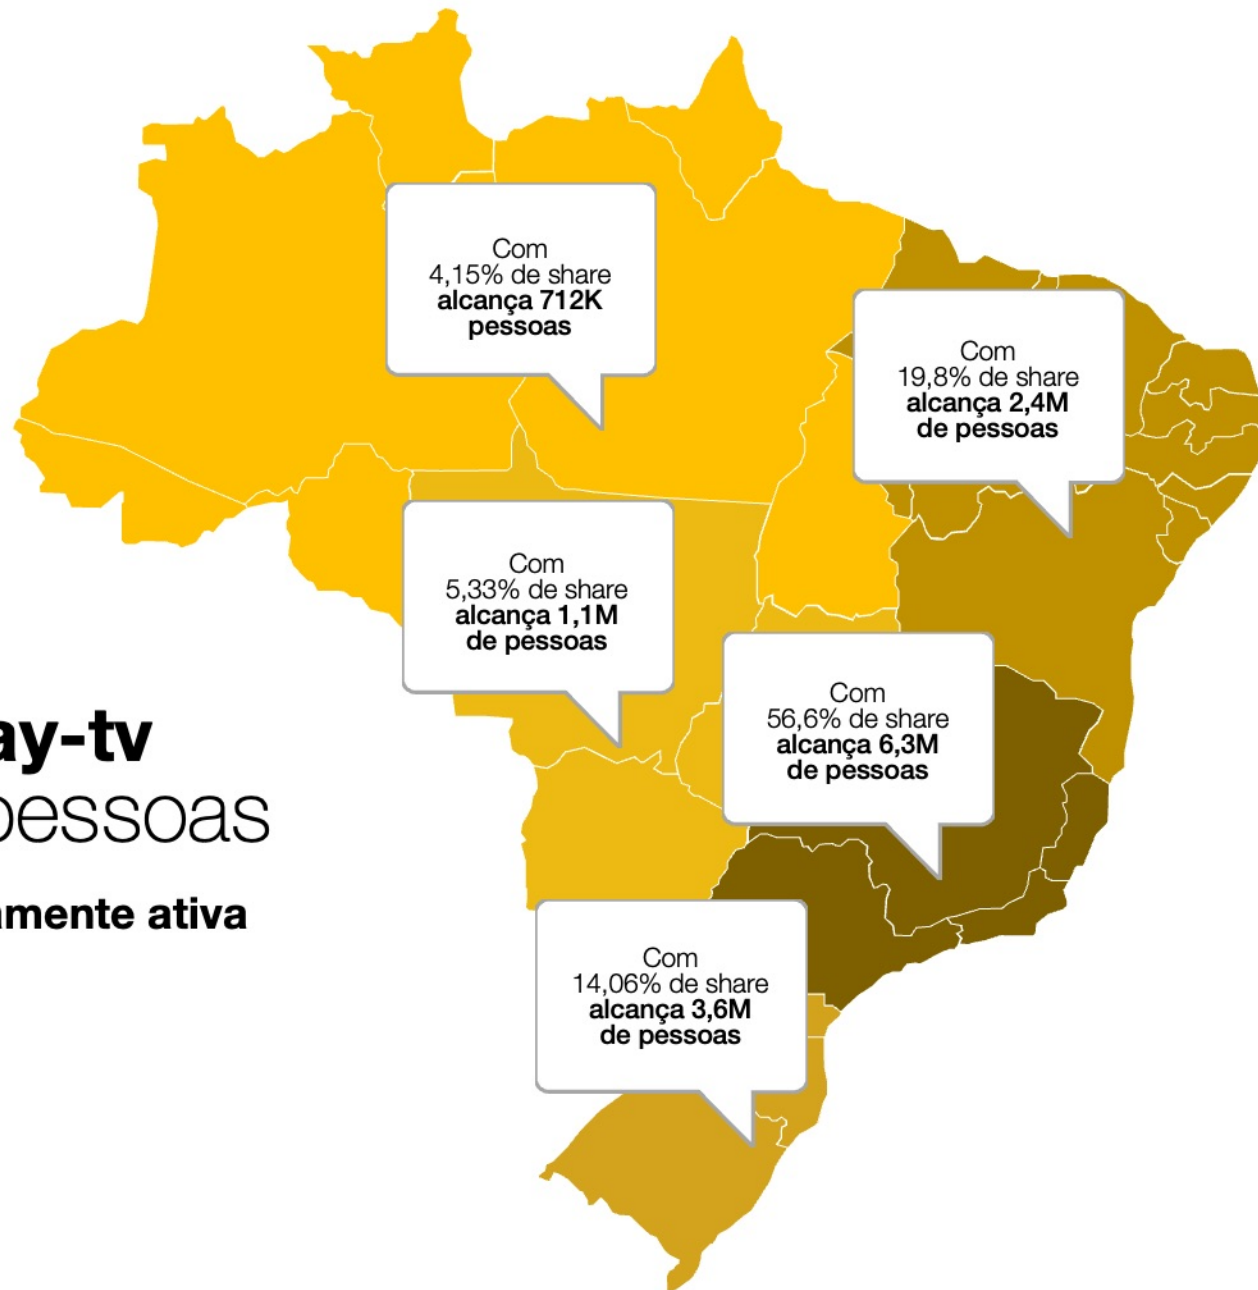 Com
4,15% de share
alcança 712K
pessoas
Com
19,8% de share
alcança 2,4M
de pessoas
Com
5,33% de share
alcança 1,1M
de pessoas
Com
56,6% de share
alcança 6,3M
de pessoas
ay-tv
pessoas
amente ativa
Com
14,06% de share
alcança 3,6M
de pessoas